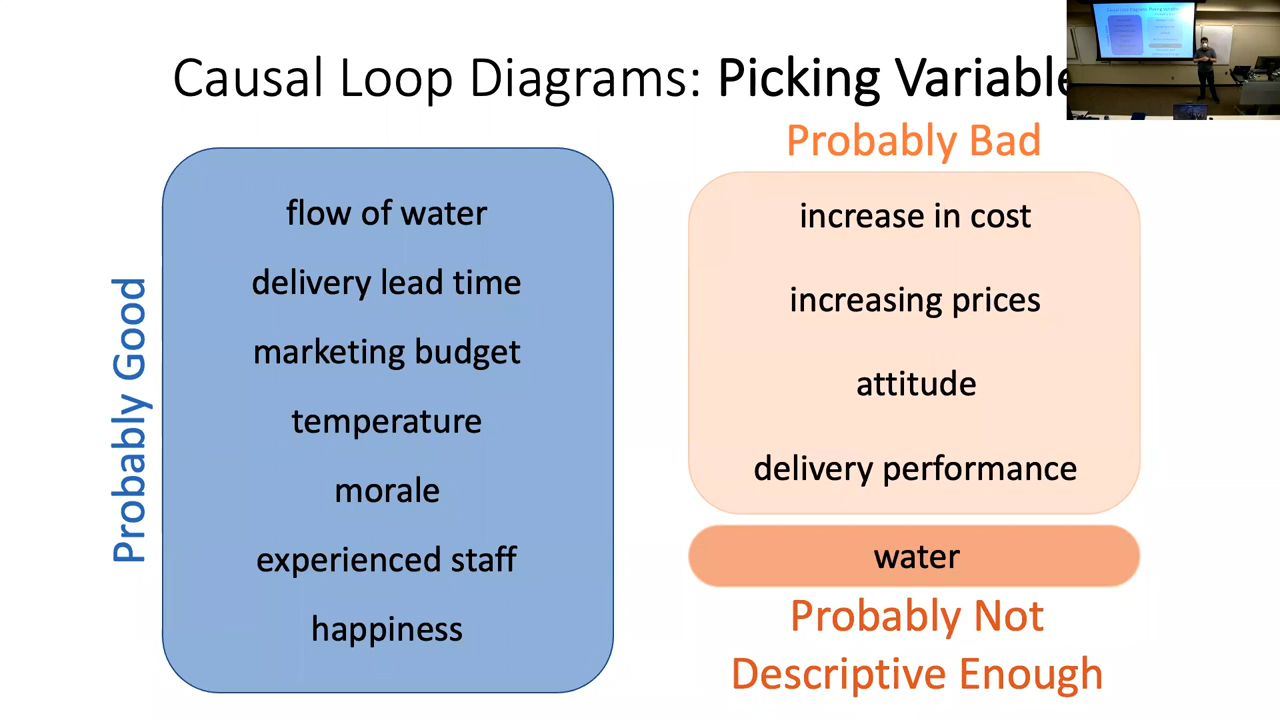 Causal Loop Diagrams: Picking Variable
Probably Good
flow of water
delivery lead time
marketing budget
temperature
morale
experienced staff
happiness
Probably Bad
increase in cost
increasing prices
attitude
delivery performance
water
Probably Not
Descriptive Enough